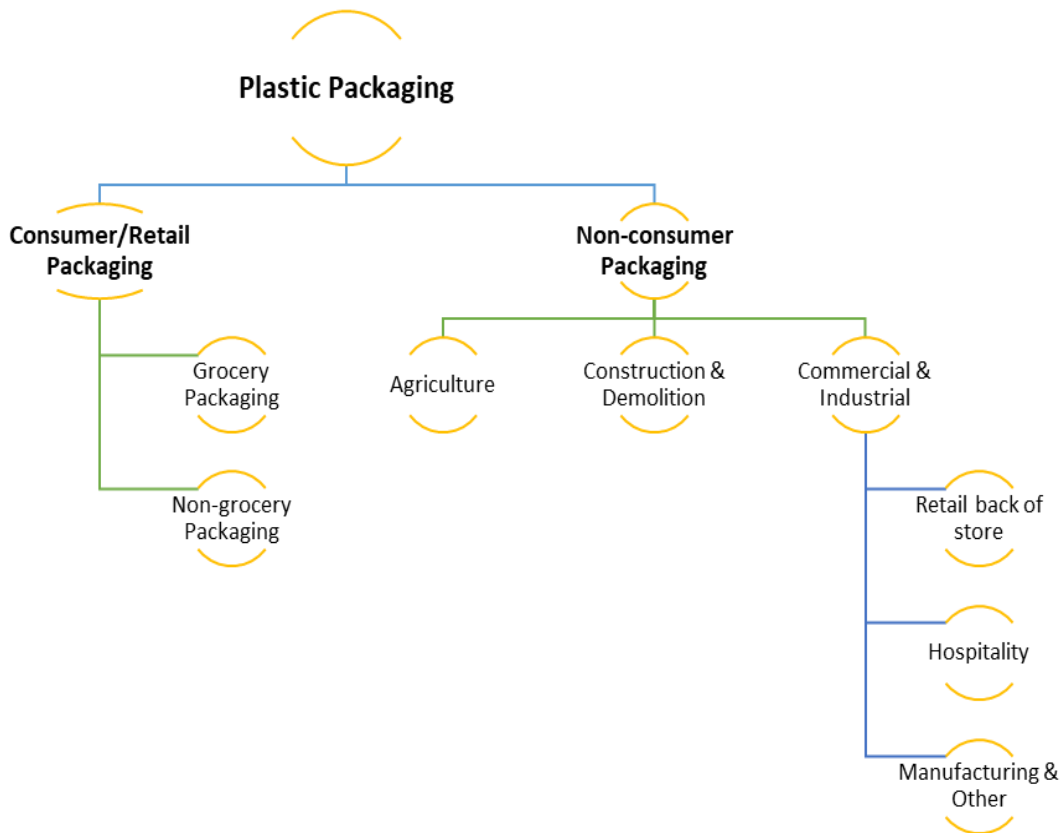 Plastic Packaging
Consumer/Retail
Packaging
Non-consumer
Packaging
Grocery
Packaging
Non-grocery
Packaging
Agriculture
Construction &
Demolition
Commercial &
Industrial
Retail back of
store
Hospitality
Manufacturing &
Other